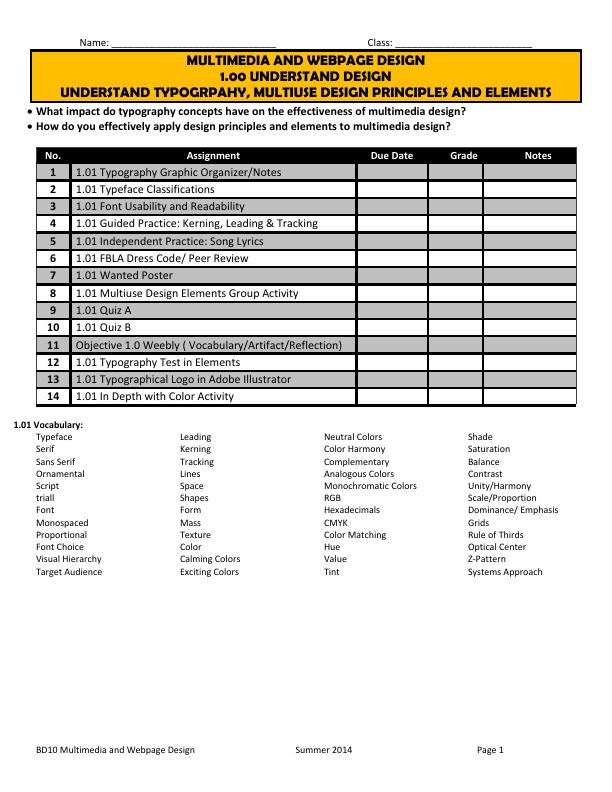 Name: ______________________________ Class: _________________________
MULTIMEDIA AND WEBPAGE DESIGN
1.00 UNDERSTAND DESIGN
UNDERSTAND TYPOGRPAHY, MULTIUSE DESIGN PRINCIPLES AND ELEMENTS
• What impact do typography concepts have on the effectiveness of multimedia design?
• How do you effectively apply design principles and elements to multimedia design?
No. Assignment Due Date Grade Notes
1 1.01 Typography Graphic Organizer/Notes
2 1.01 Typeface Classifications
3 1.01 Font Usability and Readability
4 1.01 Guided Practice: Kerning, Leading & Tracking
5 1.01 Independent Practice: Song Lyrics
6 1.01 FBLA Dress Code/ Peer Review
7 1.01 Wanted Poster
8 1.01 Multiuse Design Elements Group Activity
9 1.01 Quiz A
10 1.01 Quiz B
11 Objective 1.0 Weebly ( Vocabulary/Artifact/Reflection)
12 1.01 Typography Test in Elements
13 1.01 Typographical Logo in Adobe Illustrator
14 1.01 In Depth with Color Activity
1.01 Vocabulary:
Typeface Leading Neutral Colors Shade
Serif Kerning Color Harmony Saturation
Sans Serif Tracking Complementary Balance
Ornamental Lines Analogous Colors Contrast
Script Space Monochromatic Colors Unity/Harmony
triall Shapes RGB Scale/Proportion
Font Form Hexadecimals Dominance/ Emphasis
Monospaced Mass CMYK Grids
Proportional Texture Color Matching Rule of Thirds
Font Choice Color Hue Optical Center
Visual Hierarchy Calming Colors Value Z-Pattern
Target Audience Exciting Colors Tint Systems Approach
BD10 Multimedia and Webpage Design Summer 2014 Page 1